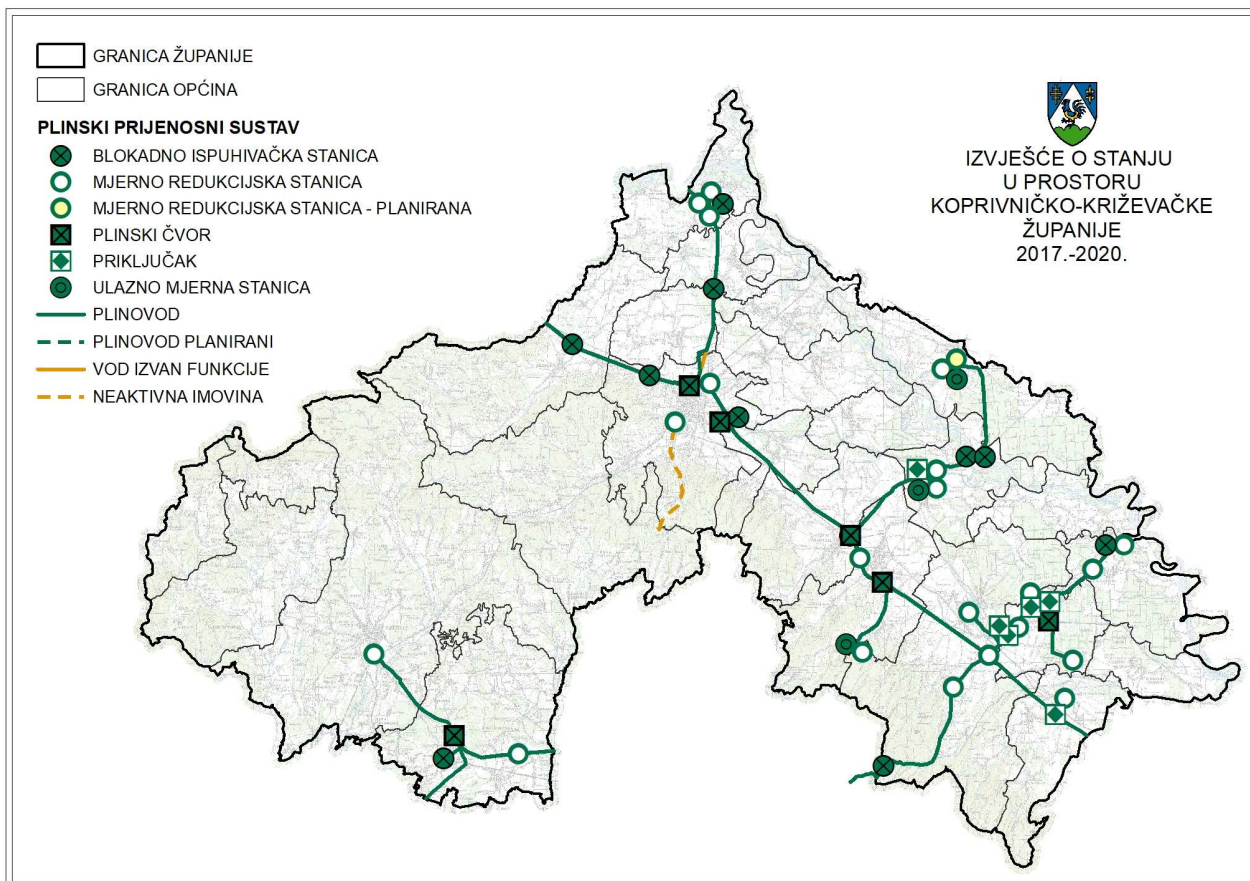 GRANICA ŽUPANIJE
GRANICA OPĆINA
PLINSKI PRIJENOSNI SUSTAV
BLOKADNO ISPUHIVAČKA STANICA
MJERNO REDUKCIJSKA STANICA
MJERNO REDUKCIJSKA STANICA - PLANIRANA
PLINSKI ČVOR
PRIKLJUČAK
ULAZNO MJERNA STANICA
PLINOVOD
PLINOVOD PLANIRANI
VOD IZVAN FUNKCIJE
NEAKTIVNA IMOVINA
IZVJEŠĆE O STANJU
U PROSTORU
KOPRIVNIČKO-KRIŽEVAČKE
ŽUPANIJE
2017.-2020.